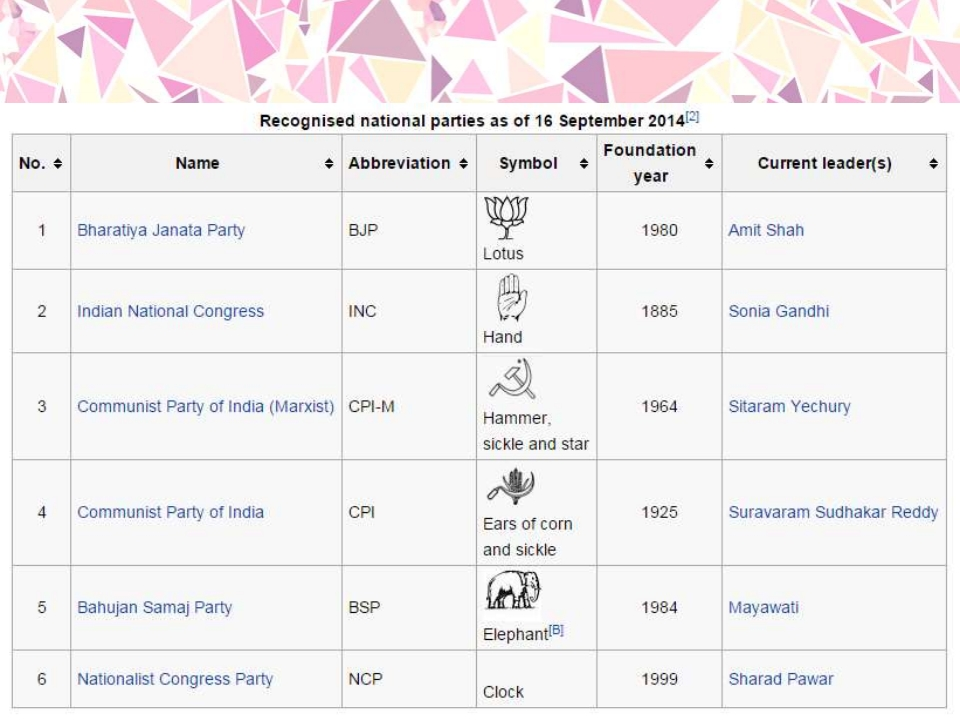 Recognised national parties as of 16 September 2014[2]
No. Name Abbreviation Symbol Foundation year Current leader(s)
1 Bharatiya Janata Party BJP Lotus 1980 Amit Shah
2 Indian National Congress INC Hand 1885 Sonia Gandhi
3 Communist Party of India (Marxist) CPI-M Hammer, sickle and star 1964 Sitaram Yechury
4 Communist Party of India CPI Ears of corn and sickle 1925 Suravaram Sudhakar Reddy
5 Bahujan Samaj Party BSP Elephant[B] 1984 Mayawati
6 Nationalist Congress Party NCP Clock 1999 Sharad Pawar